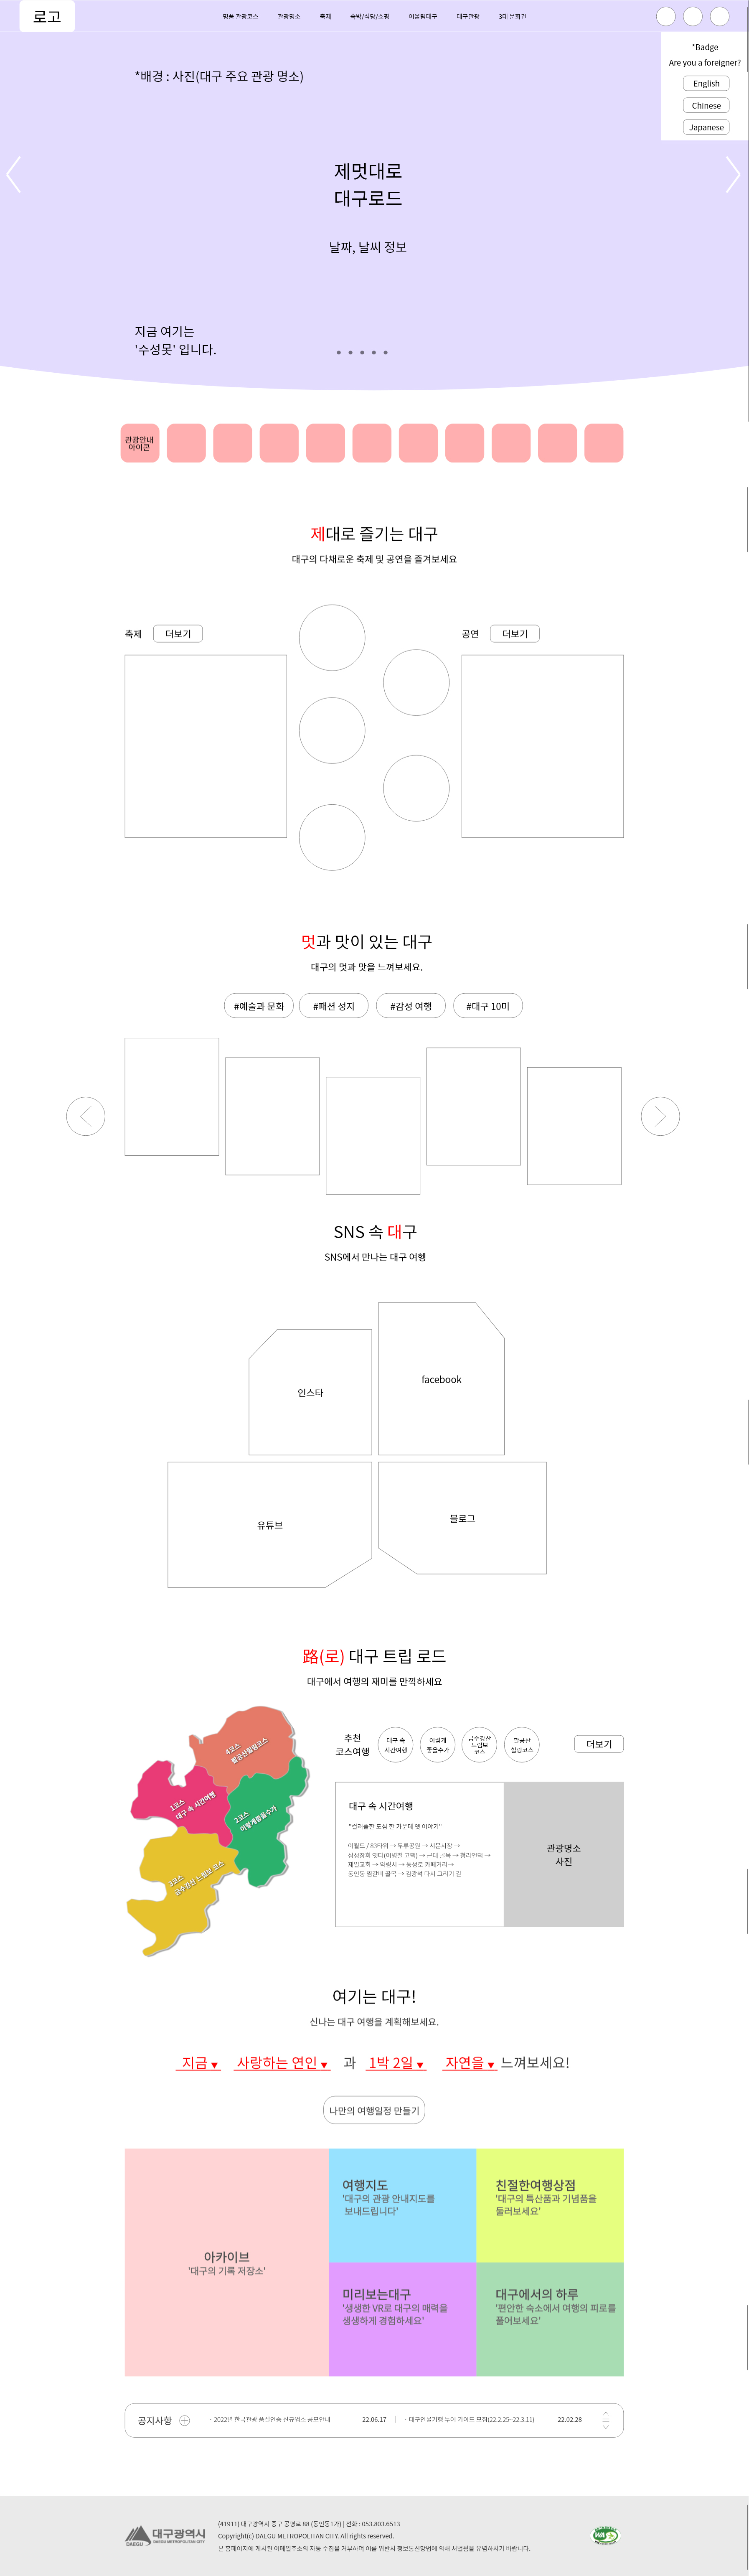 로고
명품 관광코스 관광명소 축제 숙박/식당/쇼핑 어울림대구 대구관광 3대 문화권
*Badge
Are you a foreigner?
English
Chinese
Japanese
*배경 : 사진(대구 주요 관광 명소)
제멋대로
대구로드
날짜, 날씨 정보
지금 여기는
'수성못' 입니다.
관광안내
아이콘
제대로 즐기는 대구
대구의 다채로운 축제 및 공연을 즐겨보세요
축제 더보기
공연 더보기
멋과 맛이 있는 대구
대구의 멋과 맛을 느껴보세요.
#예술과 문화 #패션 성지 #감성 여행 #대구 10미
SNS 속 대구
SNS에서 만나는 대구 여행
인스타
facebook
유튜브
블로그
路(로) 대구 트립 로드
대구에서 여행의 재미를 만끽하세요
4코스
팔공산힐링코스
1코스
대구 속 시간여행
2코스
이렇게좋을수가
3코스
금수강산 느림보 코스
추천
코스여행
대구 속
시간여행
이렇게
좋을수가
금수강산
느림보
코스
팔공산
힐링코스
더보기
대구 속 시간여행
"컬러풀한 도심 한 가운데 옛 이야기"
이월드 / 83타워 → 두류공원 → 서문시장 →
삼성상회 옛터(이병철 고택) → 근대 골목 → 청라언덕 →
제일교회 → 약령시 → 동성로 카페거리→
동인동 찜갈비 골목 → 김광석 다시 그리기 길
관광명소
사진
여기는 대구!
신나는 대구 여행을 계획해보세요.
지금 ▼ 사랑하는 연인 ▼ 과 1박 2일 ▼ 자연을 ▼ 느껴보세요!
나만의 여행일정 만들기
아카이브
'대구의 기록 저장소'
여행지도
'대구의 관광 안내지도를
보내드립니다'
친절한여행상점
'대구의 특산품과 기념품을
둘러보세요'
미리보는대구
'생생한 VR로 대구의 매력을
생생하게 경험하세요'
대구에서의 하루
'편안한 숙소에서 여행의 피로를
풀어보세요'
공지사항 · 2022년 한국관광 품질인증 신규업소 공모안내 22.06.17 | · 대구인물기행 투어 가이드 모집(22.2.25~22.3.11) 22.02.28
DAEGU 대구광역시
DAEGU METROPOLITAN CITY
(41911) 대구광역시 중구 공평로 88 (동인동1가) | 전화 : 053.803.6513
Copyright(c) DAEGU METROPOLITAN CITY. All rights reserved.
본 홈페이지에 게시된 이메일주소의 자동 수집을 거부하며 이를 위반시 정보통신망법에 의해 처벌됨을 유념하시기 바랍니다.